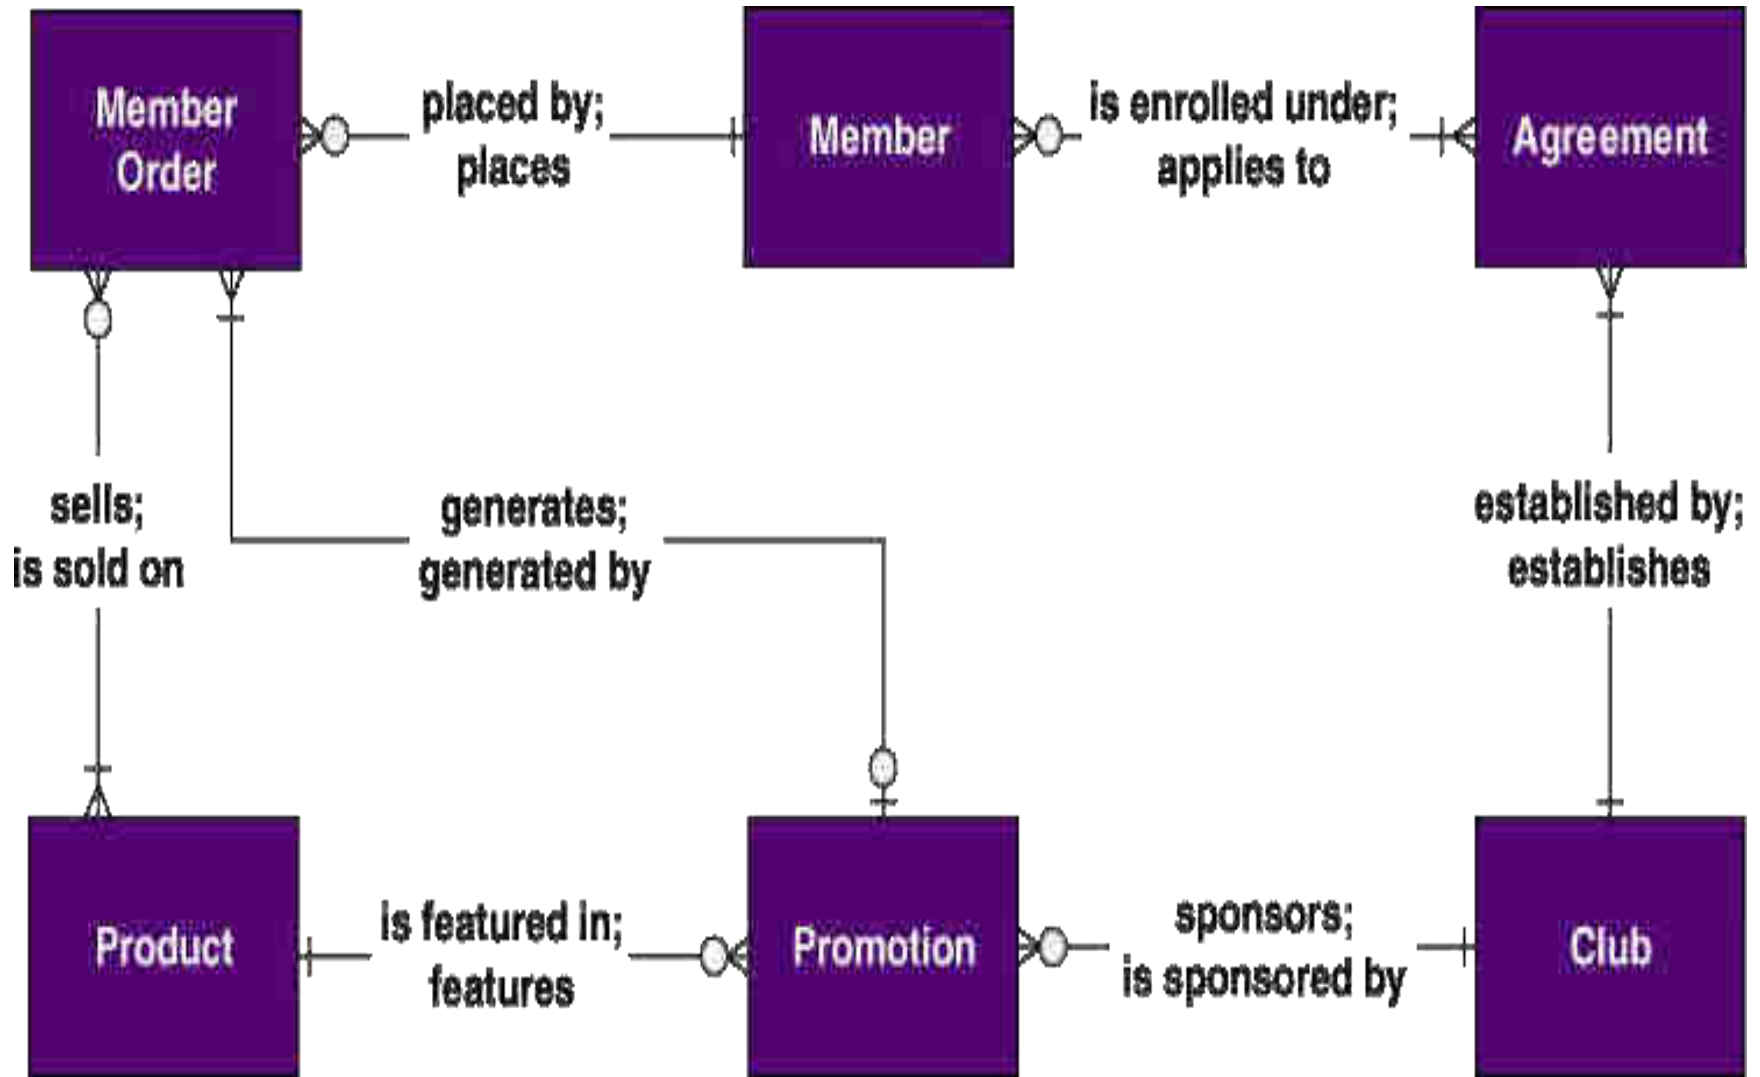 Member
Order
placed by;
places
Member
is enrolled under;
applies to
Agreement
sells;
is sold on
generates;
generated by
established by;
establishes
Product
is featured in;
features
Promotion
sponsors;
is sponsored by
Club